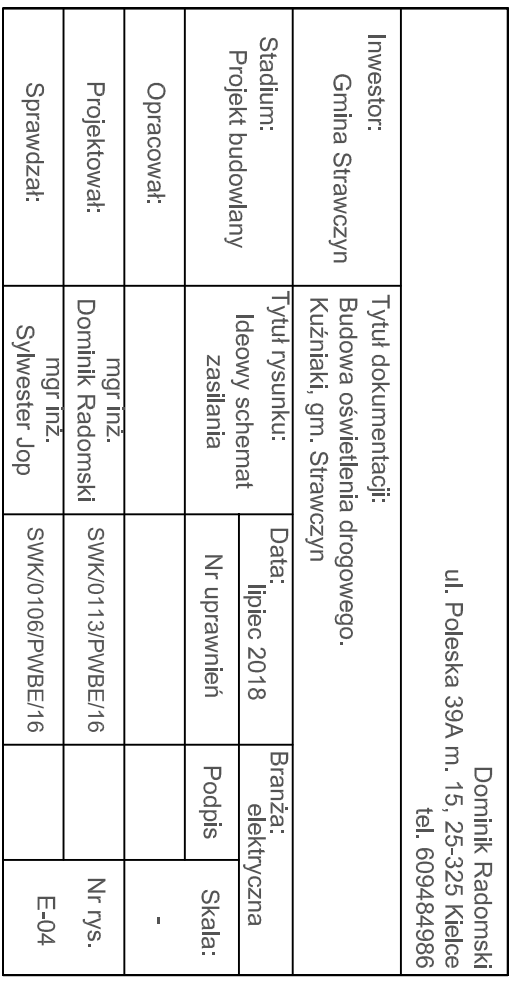 Dominik Radomski
ul. Poleska 39A m. 15, 25-325 Kielce
tel. 609484986
Inwestor:
Gmina Strawczyn
Tytuł dokumentacji:
Budowa oświetlenia drogowego.
Kuźniaki, gm. Strawczyn
Stadium:
Projekt budowlany
Tytuł rysunku:
Ideowy schemat
zasilania
Data:
lipiec 2018
Branża:
elektryczna
Nr uprawnień
Podpis
Skala:
Opracował:
-
Projektował:
mgr inż.
Dominik Radomski
SWK/0113/PWBE/16
Nr rys.
E-04
Sprawdzał:
mgr inż.
Sylwester Jop
SWK/0106/PWBE/16